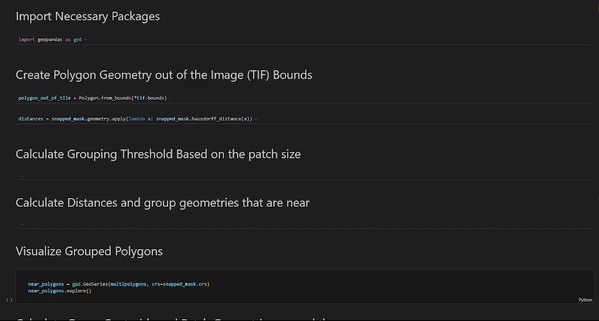 Import Necessary Packages
import geopandas as gpd ...
Create Polygon Geometry out of the Image (TIF) Bounds
polygon_out_of_tile = Polygon.from_bounds(*tif.bounds) ...
distances = snapped_mask.geometry.apply(lambda x: snapped_mask.hausdorff_distance(x)) ...
Calculate Grouping Threshold Based on the patch size
...
Calculate Distances and group geometries that are near
...
Visualize Grouped Polygons
near_polygons = gpd.GeoSeries(multipolygons, crs=snapped_mask.crs)
near_polygons.explore()
[ ]
Python